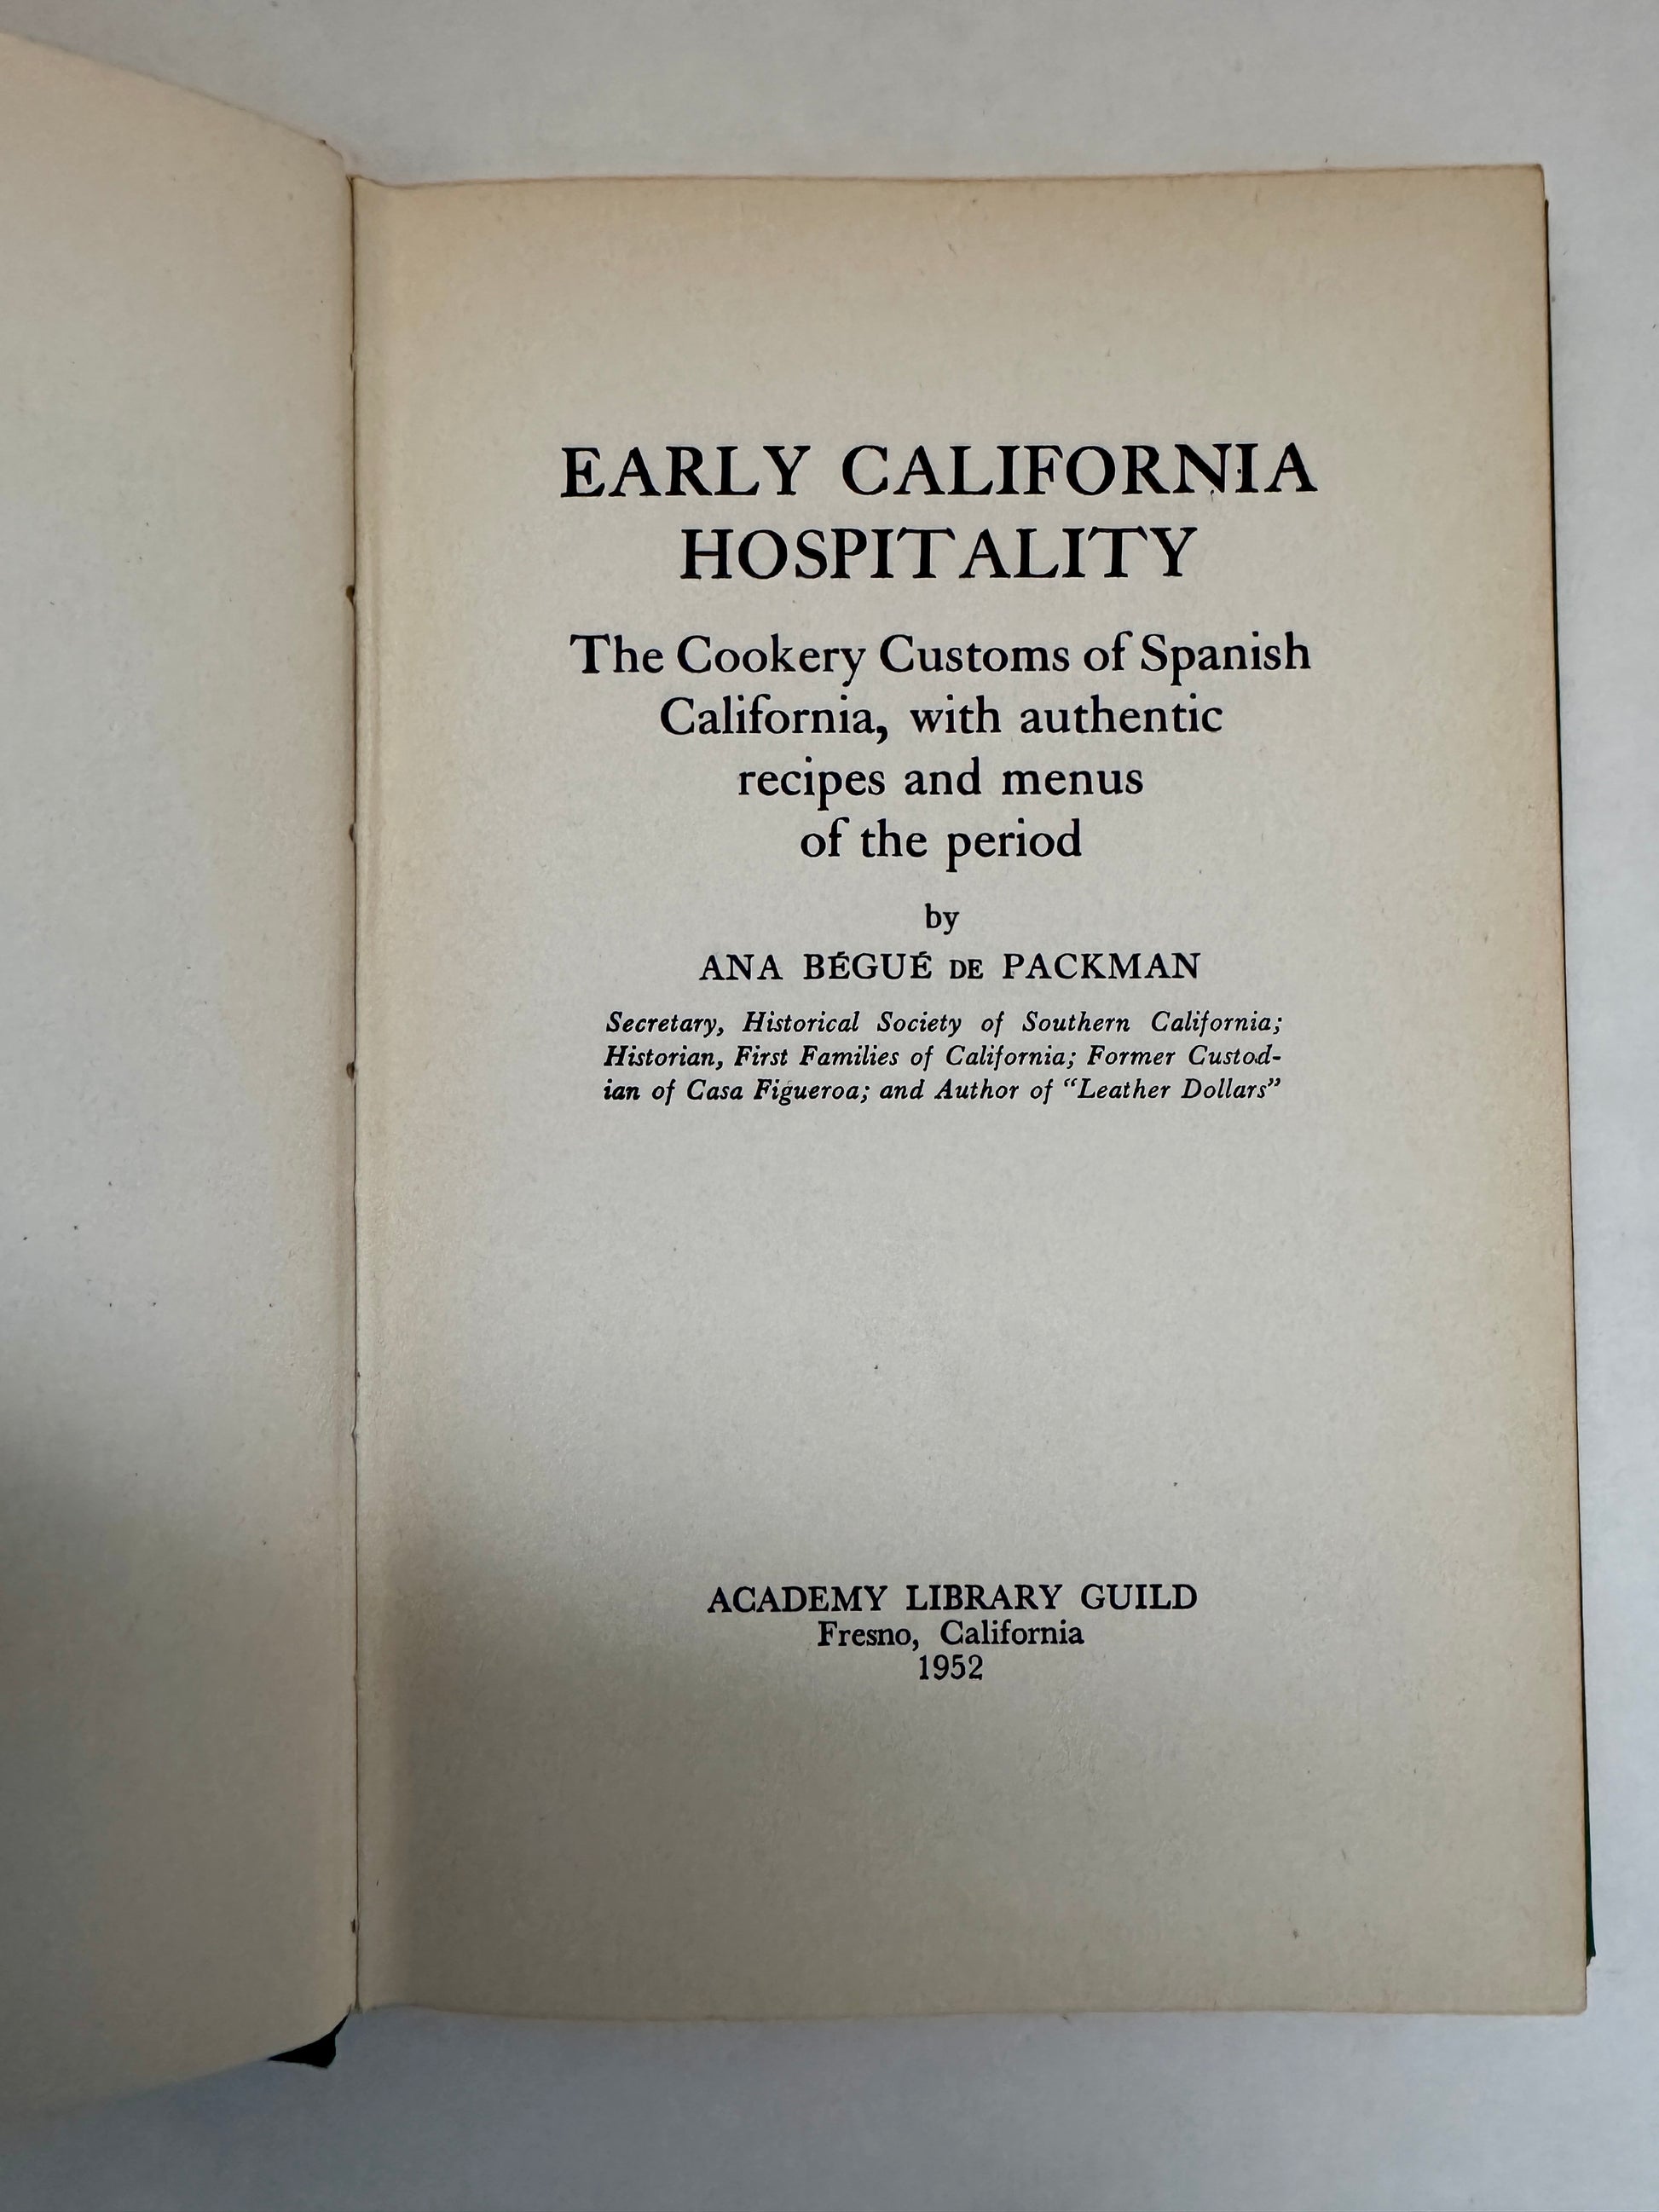 EARLY CALIFORNIA
HOSPITALITY
The Cookery Customs of Spanish
California, with authentic
recipes and menus
of the period
by
ANA BÉGUÉ DE PACKMAN
Secretary, Historical Society of Southern California;
Historian, First Families of California; Former Custod-
ian of Casa Figueroa; and Author of “Leather Dollars”
ACADEMY LIBRARY GUILD
Fresno, California
1952